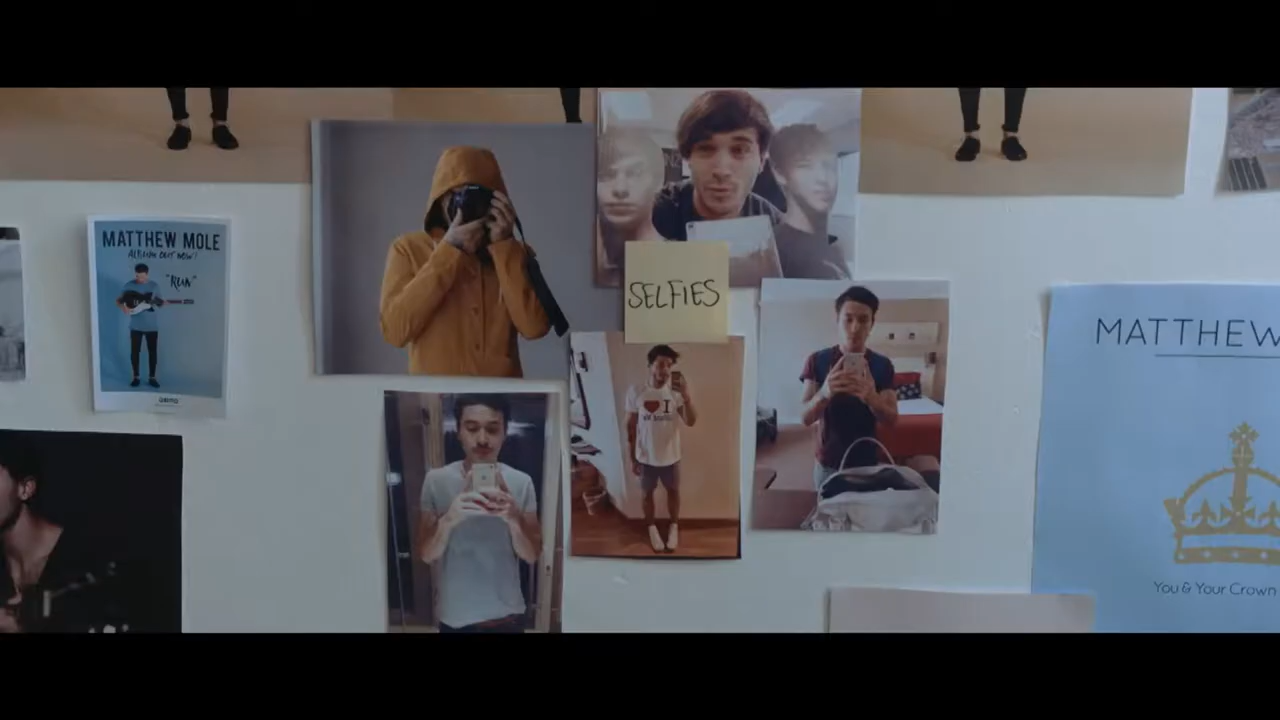 MATTHEW MOLE
ALBUM OUT NOW!
"RUN"
SELFIES
I
MATTHEW
You & Your Crown